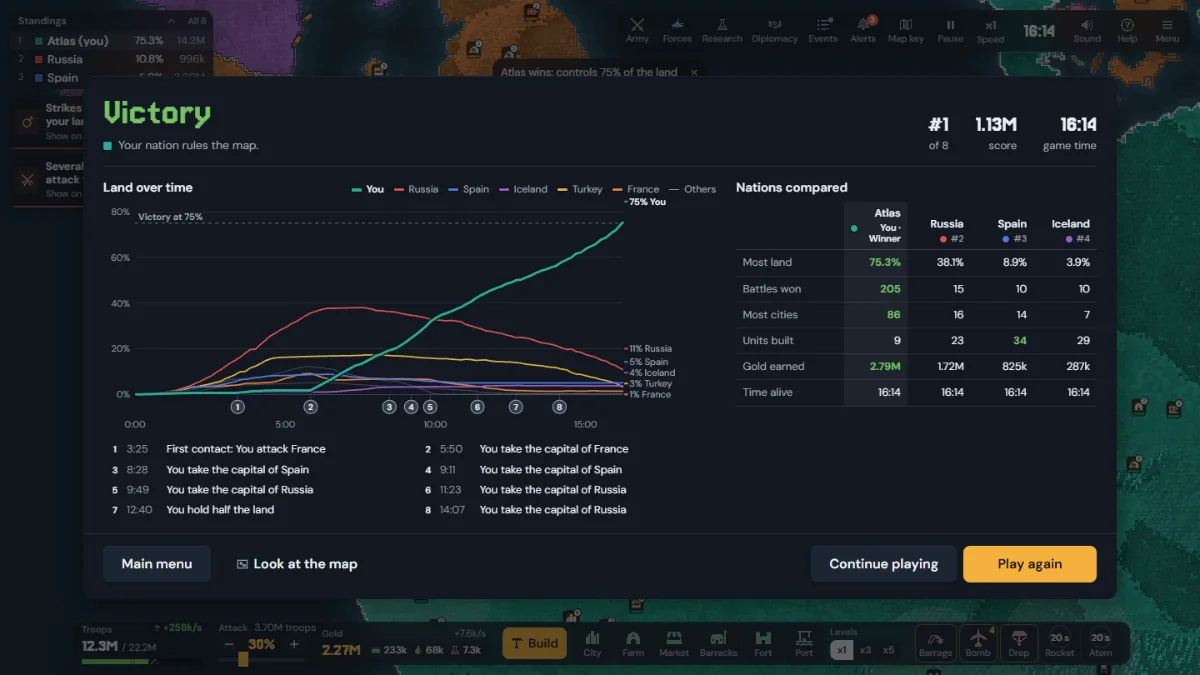 Standings All 8
1 Atlas (you) 75.3% 14.2M
2 Russia 10.8% 996k
3 Spain
Strikes
your la
Show on
Several
attack
Show on
Army Forces Research Diplomacy Events Alerts 3 Map key Pause x1 Speed 16:14 Sound Help Menu
Atlas wins: controls 75% of the land ×
Victory
Your nation rules the map.
#1 1.13M 16:14
of 8 score game time
Land over time
You Russia Spain Iceland Turkey France Others
75% You
80%
Victory at 75%
60%
40%
20%
0%
11% Russia
5% Spain
4% Iceland
3% Turkey
1% France
1 2 3 4 5 6 7 8
0:00 5:00 10:00 15:00
1 3:25 First contact: You attack France
2 5:50 You take the capital of France
3 8:28 You take the capital of Spain
4 9:11 You take the capital of Spain
5 9:49 You take the capital of Russia
6 11:23 You take the capital of Russia
7 12:40 You hold half the land
8 14:07 You take the capital of Russia
Nations compared
Atlas You · Winner
Russia #2
Spain #3
Iceland #4
Most land 75.3% 38.1% 8.9% 3.9%
Battles won 205 15 10 10
Most cities 86 16 14 7
Units built 9 23 34 29
Gold earned 2.79M 1.72M 825k 287k
Time alive 16:14 16:14 16:14 16:14
Main menu Look at the map Continue playing Play again
Troops ↑ +258k/s
12.3M / 22.2M
Attack 3.70M troops
− 30% +
Gold +7.6k/s
2.27M 233k 68k 7.3k
Build
City Farm Market Barracks Fort Port
Levels
x1 x3 x5
Barrage
4 Bomb
Drop
20 s Rocket
20 s Atom